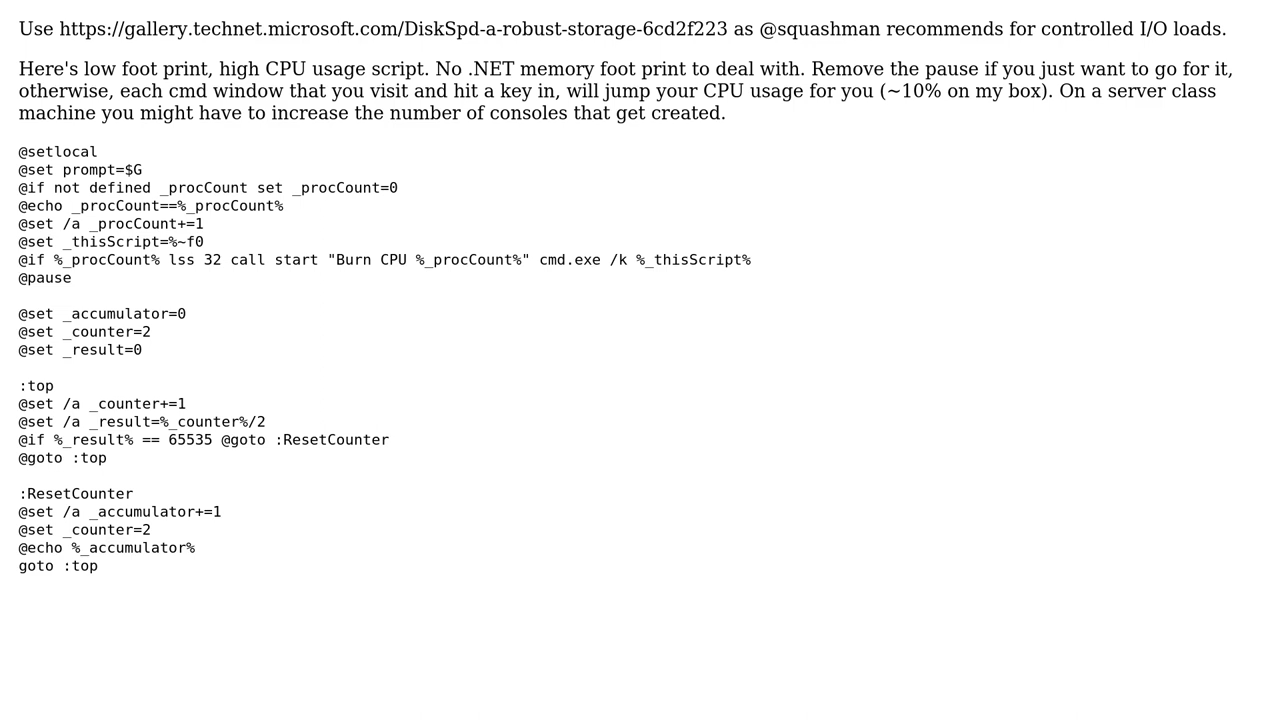 Use https://gallery.technet.microsoft.com/DiskSpd-a-robust-storage-6cd2f223 as @squashman recommends for controlled I/O loads.
Here's low foot print, high CPU usage script. No .NET memory foot print to deal with. Remove the pause if you just want to go for it,
otherwise, each cmd window that you visit and hit a key in, will jump your CPU usage for you (~10% on my box). On a server class
machine you might have to increase the number of consoles that get created.
@setlocal
@set prompt=$G
@if not defined _procCount set _procCount=0
@echo _procCount==%_procCount%
@set /a _procCount+=1
@set _thisScript=%~f0
@if %_procCount% lss 32 call start "Burn CPU %_procCount%" cmd.exe /k %_thisScript%
@pause
@set _accumulator=0
@set _counter=2
@set _result=0
:top
@set /a _counter+=1
@set /a _result=%_counter%/2
@if %_result% == 65535 @goto :ResetCounter
@goto :top
:ResetCounter
@set /a _accumulator+=1
@set _counter=2
@echo %_accumulator%
goto :top